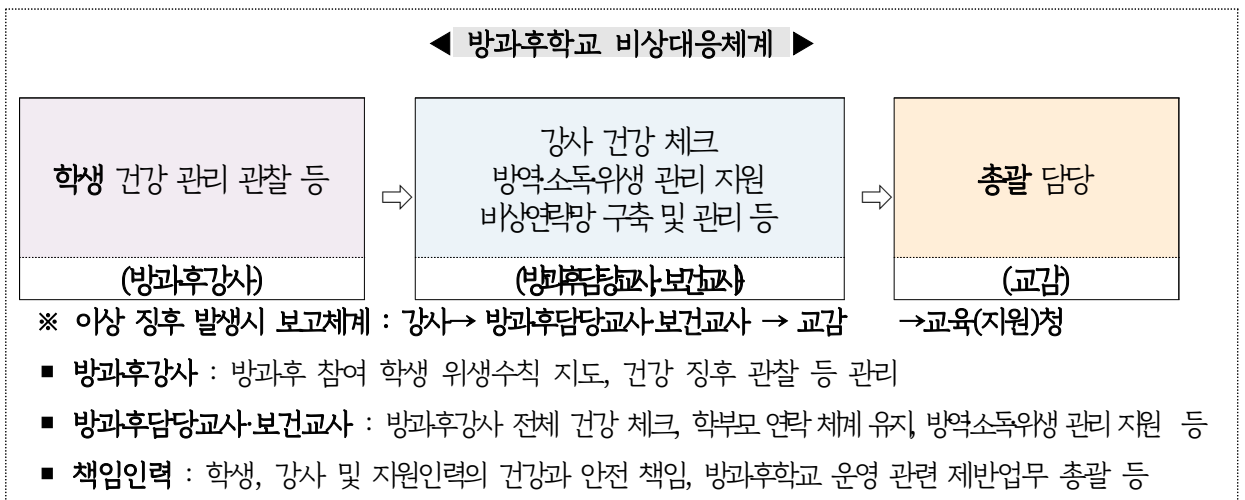 ◀ 방과후학교 비상대응체계 ▶
학생 건강 관리 관찰 등
⇨
강사 건강 체크
방역·소독·위생 관리 지원
비상연락망 구축 및 관리 등
⇨
총괄 담당
(방과후강사)
(방과후담당교사, 보건교사)
(교감)
※ 이상 징후 발생시 보고체계 : 강사→ 방과후담당교사·보건교사 → 교감 →교육(지원)청
■ 방과후강사 : 방과후 참여 학생 위생수칙 지도, 건강 징후 관찰 등 관리
■ 방과후담당교사·보건교사 : 방과후강사 전체 건강 체크, 학부모 연락 체계 유지, 방역·소독·위생 관리 지원 등
■ 책임인력 : 학생, 강사 및 지원인력의 건강과 안전 책임, 방과후학교 운영 관련 제반업무 총괄 등